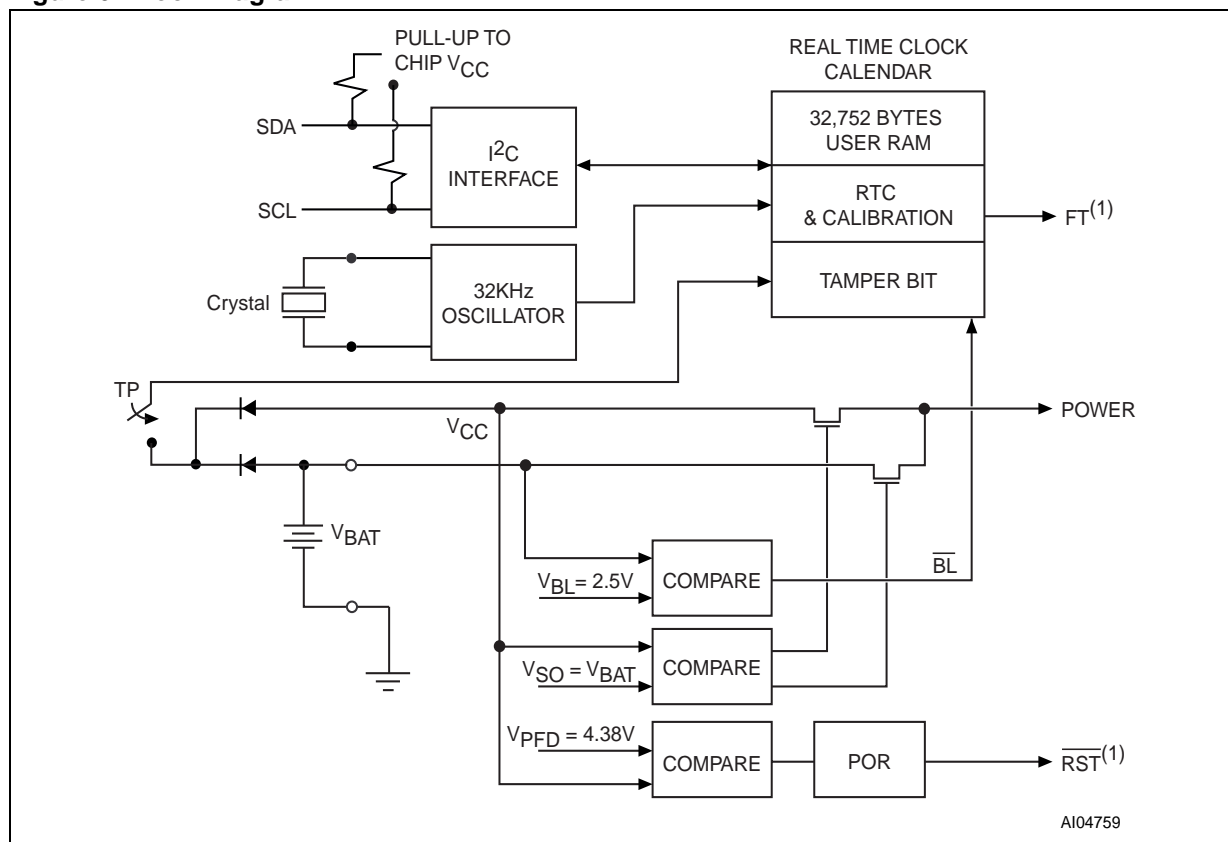 PULL-UP TO
CHIP VCC
REAL TIME CLOCK
CALENDAR
SDA
I2C
INTERFACE
32,752 BYTES
USER RAM
SCL
RTC
& CALIBRATION
FT(1)
Crystal
32KHz
OSCILLATOR
TAMPER BIT
TP
VCC
POWER
VBAT
VBL = 2.5V
COMPARE
BL
VSO = VBAT
COMPARE
VPFD = 4.38V
COMPARE
POR
RST(1)
AI04759